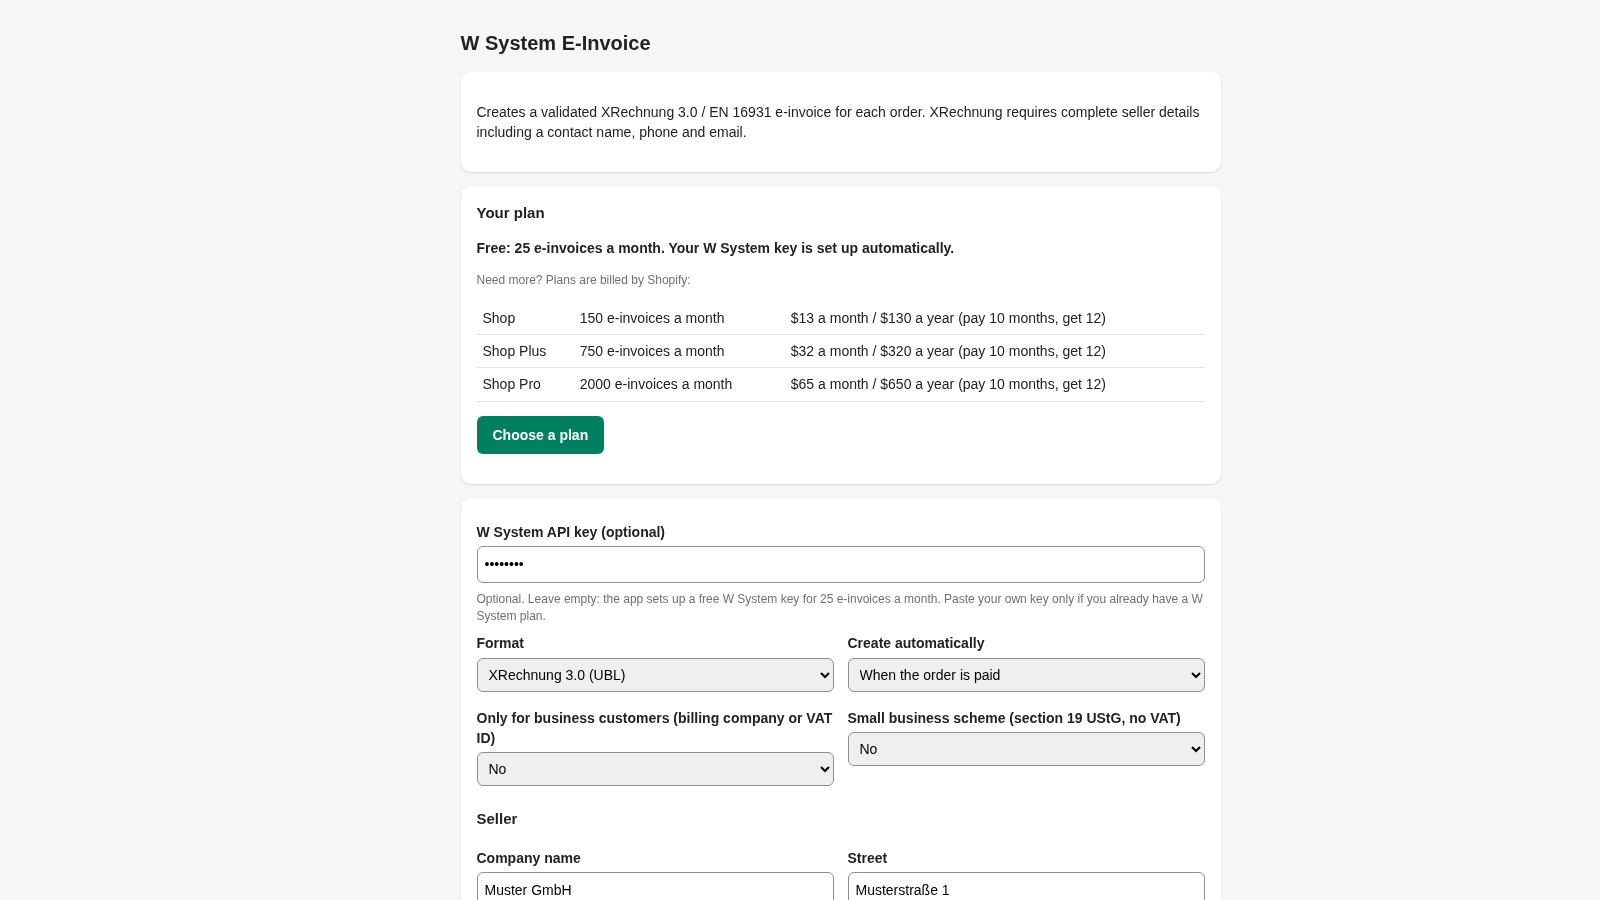 W System E-Invoice
Creates a validated XRechnung 3.0 / EN 16931 e-invoice for each order. XRechnung requires complete seller details
including a contact name, phone and email.
Your plan
Free: 25 e-invoices a month. Your W System key is set up automatically.
Need more? Plans are billed by Shopify:
Shop 150 e-invoices a month $13 a month / $130 a year (pay 10 months, get 12)
Shop Plus 750 e-invoices a month $32 a month / $320 a year (pay 10 months, get 12)
Shop Pro 2000 e-invoices a month $65 a month / $650 a year (pay 10 months, get 12)
Choose a plan
W System API key (optional)
••••••••
Optional. Leave empty: the app sets up a free W System key for 25 e-invoices a month. Paste your own key only if you already have a W
System plan.
Format
XRechnung 3.0 (UBL)
Create automatically
When the order is paid
Only for business customers (billing company or VAT
ID)
No
Small business scheme (section 19 UStG, no VAT)
No
Seller
Company name
Muster GmbH
Street
Musterstraße 1